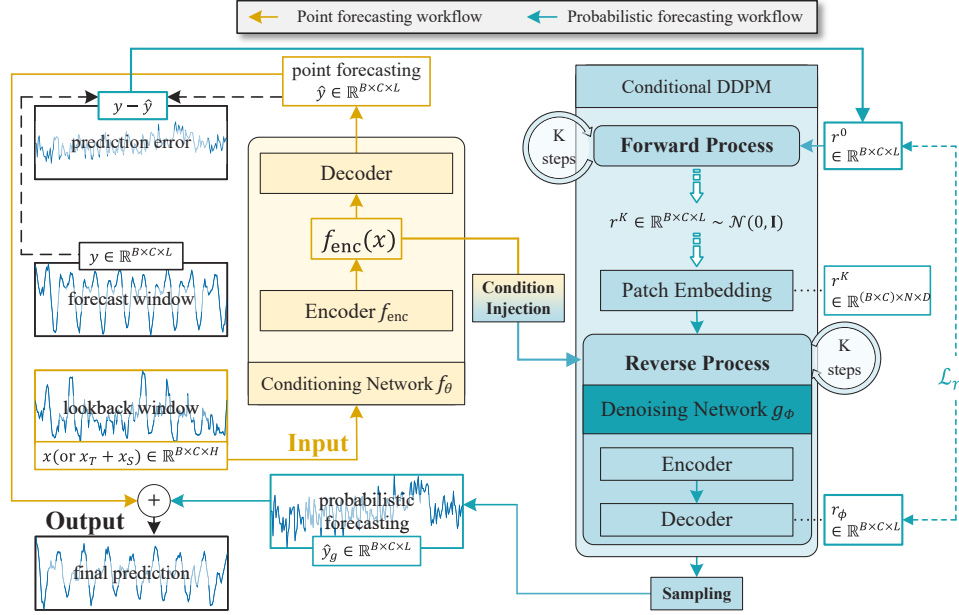 Point forecasting workflow
Probabilistic forecasting workflow
point forecasting
ŷ ∈ ℝ^{B×C×L}
y − ŷ
prediction error
y ∈ ℝ^{B×C×L}
forecast window
lookback window
x(or x_T + x_S) ∈ ℝ^{B×C×H}
Input
Decoder
f_enc(x)
Encoder f_enc
Conditioning Network f_θ
Condition
Injection
Conditional DDPM
K
steps
Forward Process
r^0
∈ ℝ^{B×C×L}
r^K ∈ ℝ^{B×C×L} ~ 𝒩(0, I)
Patch Embedding
r^K
∈ ℝ^{(B×C)×N×D}
Reverse Process
K
steps
Denoising Network g_Φ
ℒ_r
Encoder
Decoder
r_ϕ
∈ ℝ^{B×C×L}
Sampling
probabilistic
forecasting
ŷ_g ∈ ℝ^{B×C×L}
+
Output
final prediction